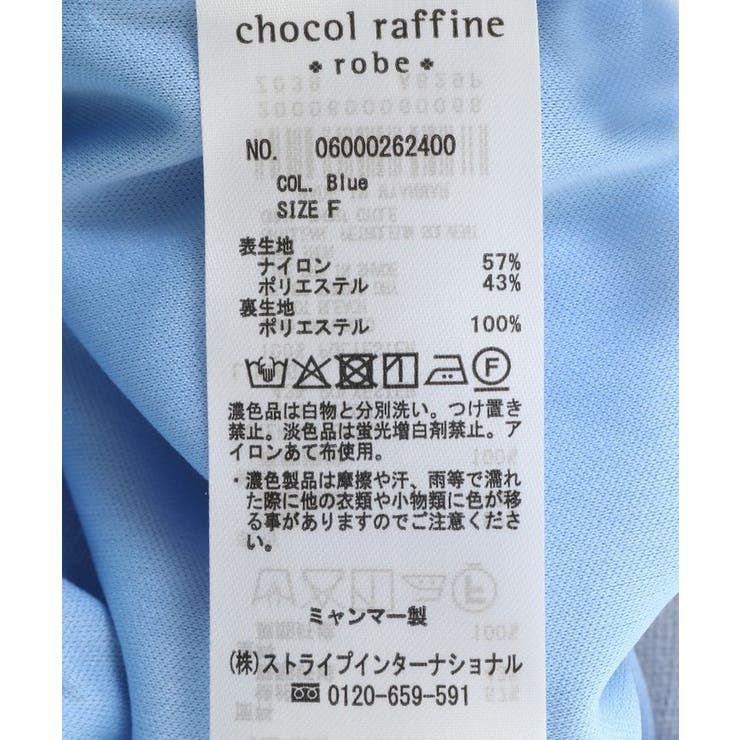 chocol raffine
robe
NO. 06000262400
COL. Blue
SIZE F
表生地
ナイロン 57%
ポリエステル 43%
裏生地
ポリエステル 100%
濃色品は白物と分別洗い。つけ置き
禁止。淡色品は蛍光増白剤禁止。ア
イロンあて布使用。
・濃色製品は摩擦や汗、雨等で濡れ
た際に他の衣類や小物類に色が移
る事がありますのでご注意くださ
い。
ミャンマー製
(株)ストライプインターナショナル
0120-659-591